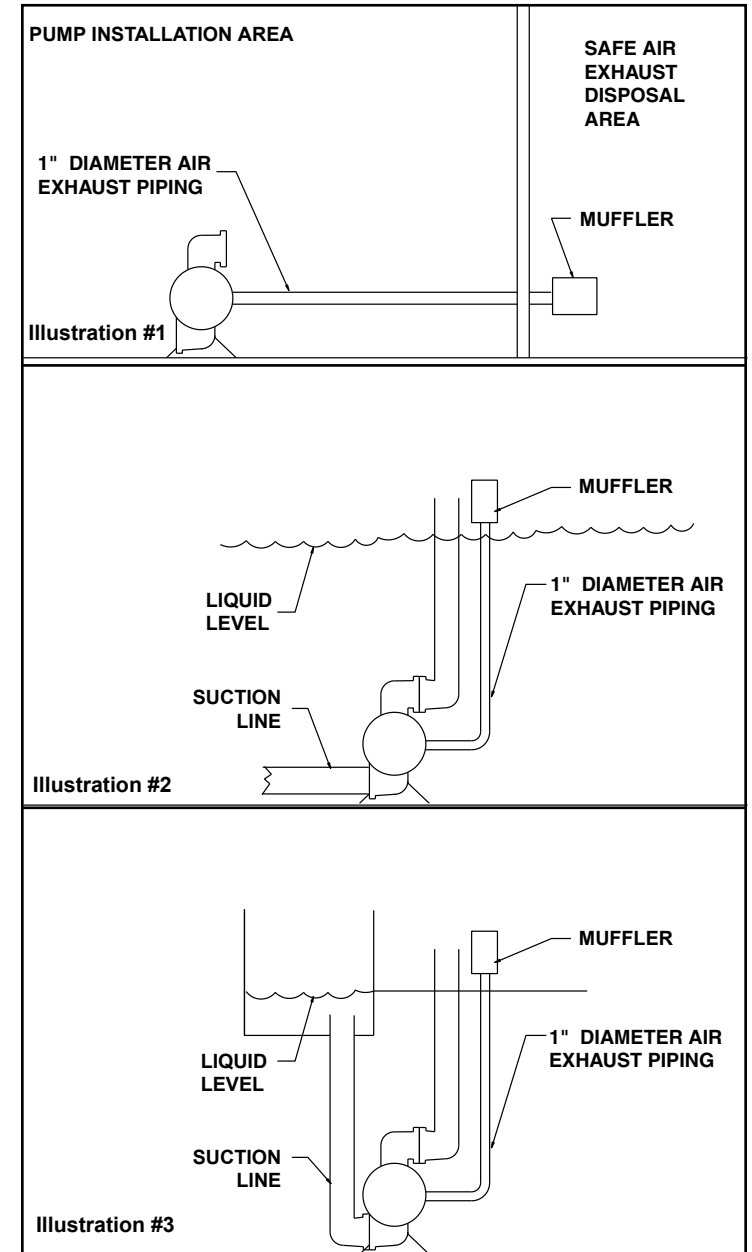 PUMP INSTALLATION AREA
SAFE AIR
EXHAUST
DISPOSAL
AREA
1" DIAMETER AIR
EXHAUST PIPING
MUFFLER
Illustration #1
MUFFLER
LIQUID
LEVEL
1" DIAMETER AIR
EXHAUST PIPING
SUCTION
LINE
Illustration #2
MUFFLER
LIQUID
LEVEL
1" DIAMETER AIR
EXHAUST PIPING
SUCTION
LINE
Illustration #3